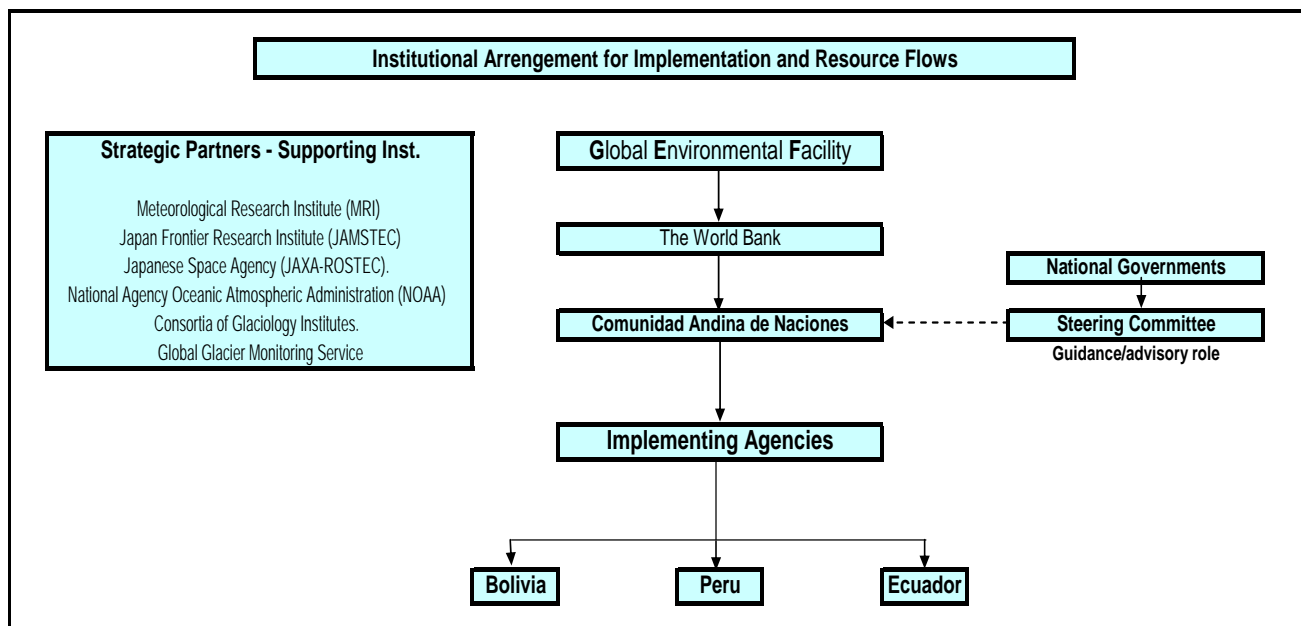 Institutional Arrengement for Implementation and Resource Flows
Strategic Partners - Supporting Inst.
Meteorological Research Institute (MRI)
Japan Frontier Research Institute (JAMSTEC)
Japanese Space Agency (JAXA-ROSTEC).
National Agency Oceanic Atmospheric Administration (NOAA)
Consortia of Glaciology Institutes.
Global Glacier Monitoring Service
Global Environmental Facility
The World Bank
National Governments
Comunidad Andina de Naciones
Steering Committee
Guidance/advisory role
Implementing Agencies
Bolivia
Peru
Ecuador